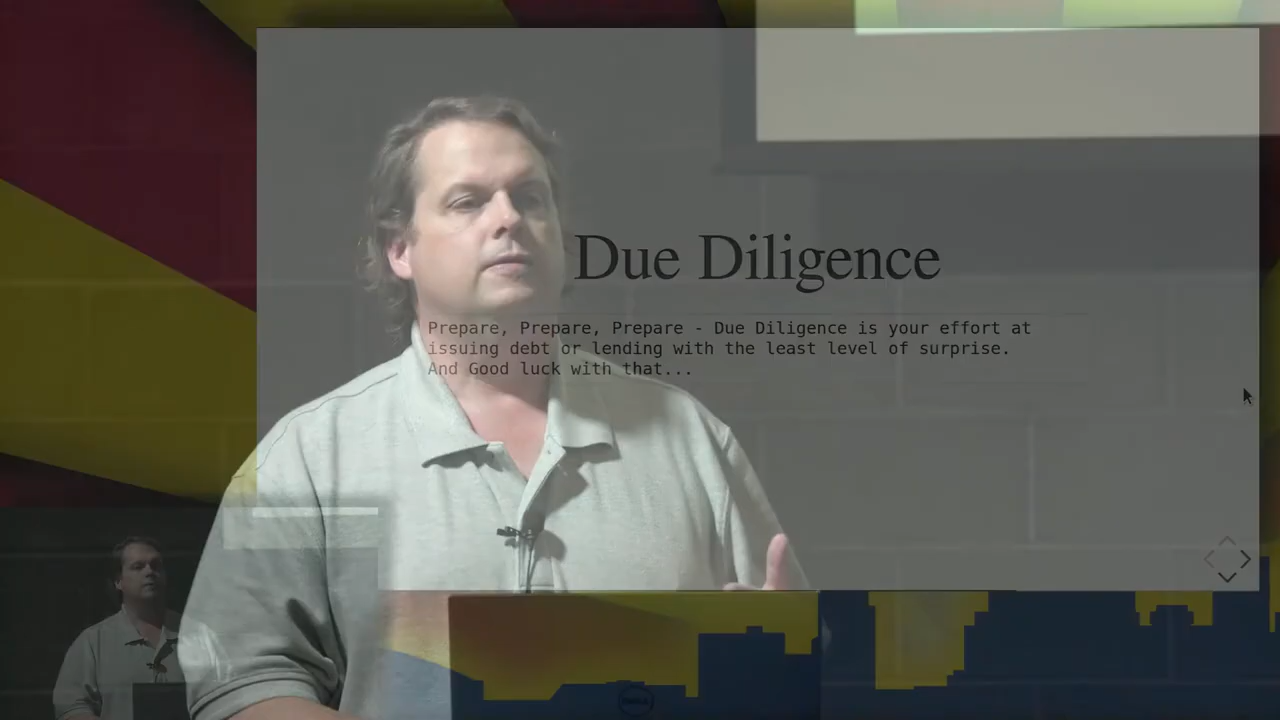 Due Diligence
Prepare, Prepare, Prepare - Due Diligence is your effort at
issuing debt or lending with the least level of surprise.
And Good luck with that...
DELL